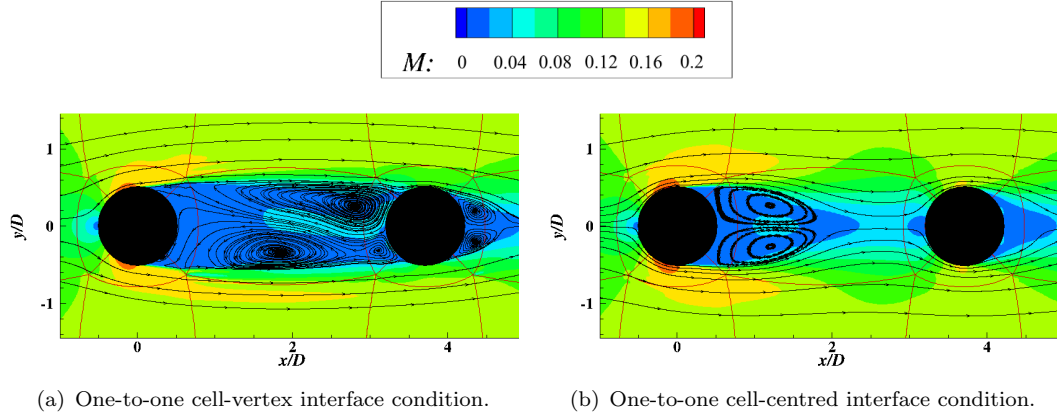 M: 0 0.04 0.08 0.12 0.16 0.2
y/D
1
0
-1
0 2 4
x/D
y/D
1
0
-1
0 2 4
x/D
(a) One-to-one cell-vertex interface condition.
(b) One-to-one cell-centred interface condition.